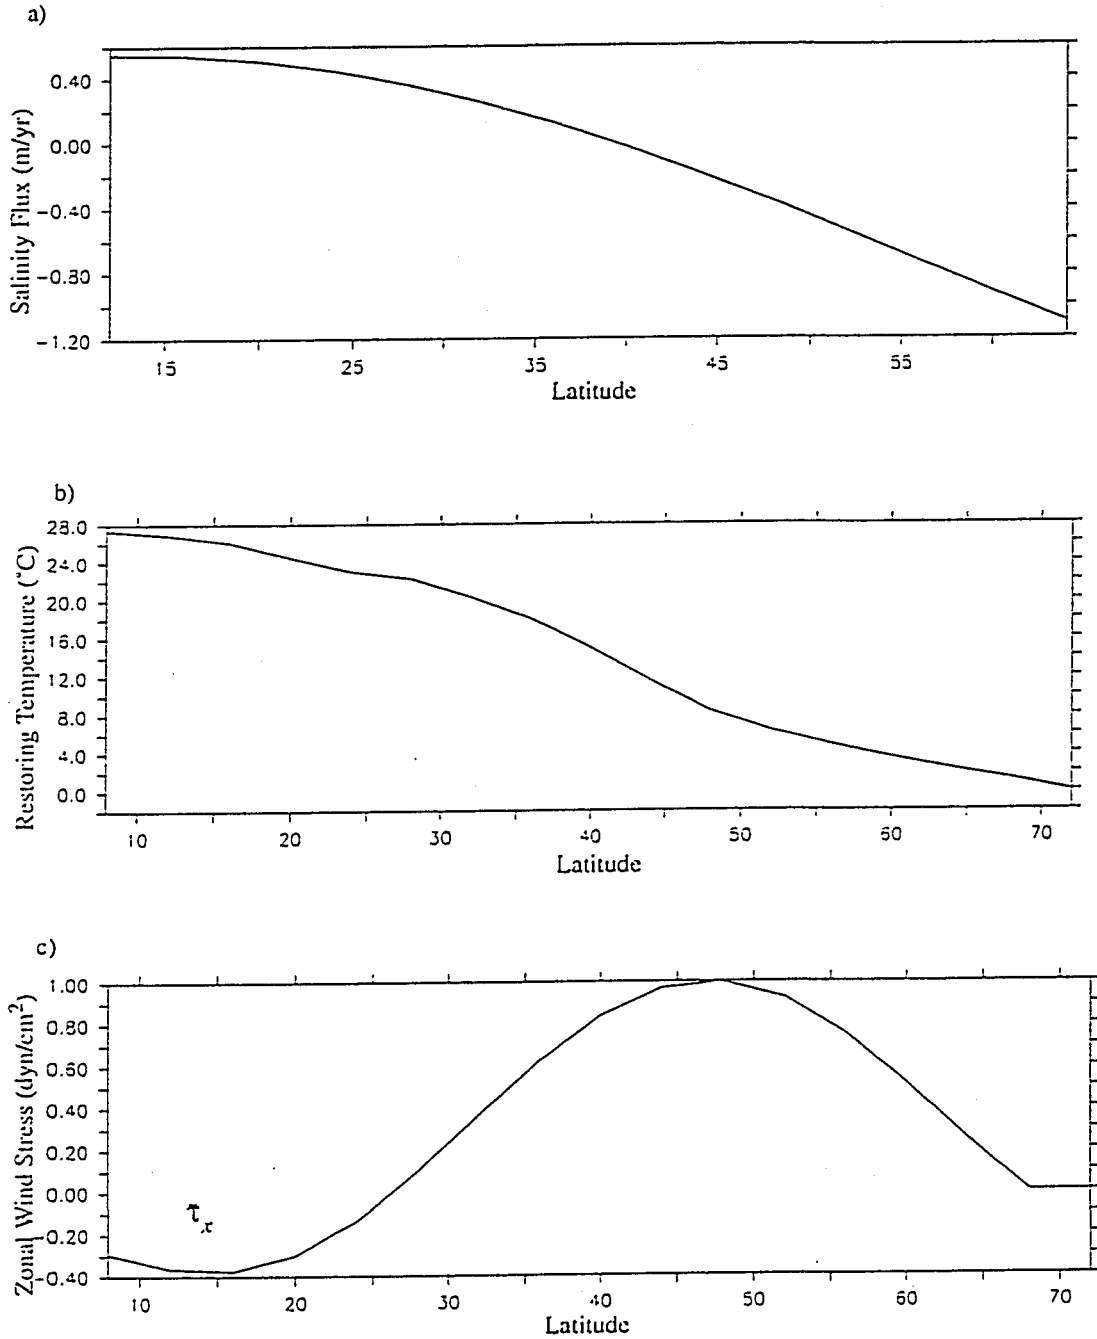 a)
Salinity Flux (m/yr)
0.40
0.00
-0.40
-0.80
-1.20
15 25 35 45 55
Latitude
b)
Restoring Temperature (°C)
28.0
24.0
20.0
16.0
12.0
8.0
4.0
0.0
10 20 30 40 50 60 70
Latitude
c)
Zonal Wind Stress (dyn/cm²)
1.00
0.80
0.60
0.40
0.20
0.00
-0.20
-0.40
τx
10 20 30 40 50 60 70
Latitude